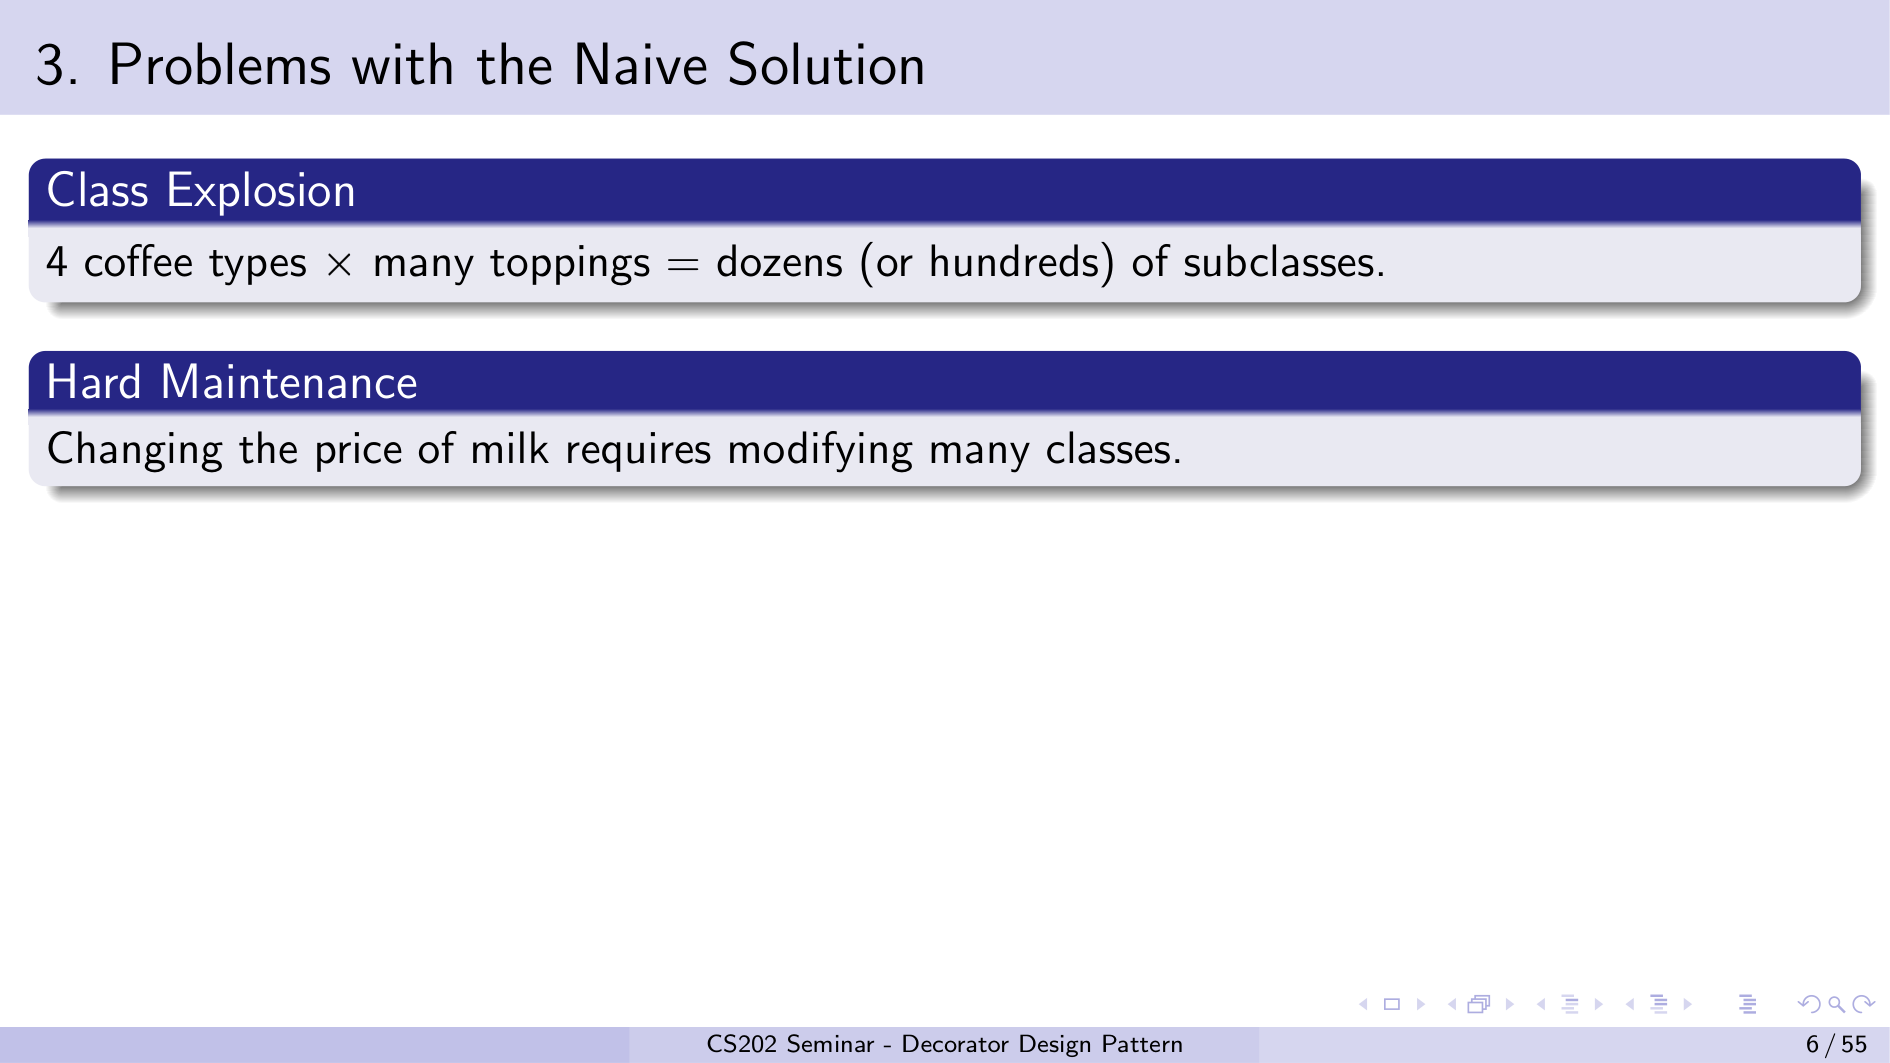 3. Problems with the Naive Solution
Class Explosion
4 coffee types × many toppings = dozens (or hundreds) of subclasses.
Hard Maintenance
Changing the price of milk requires modifying many classes.
CS202 Seminar - Decorator Design Pattern
6 / 55